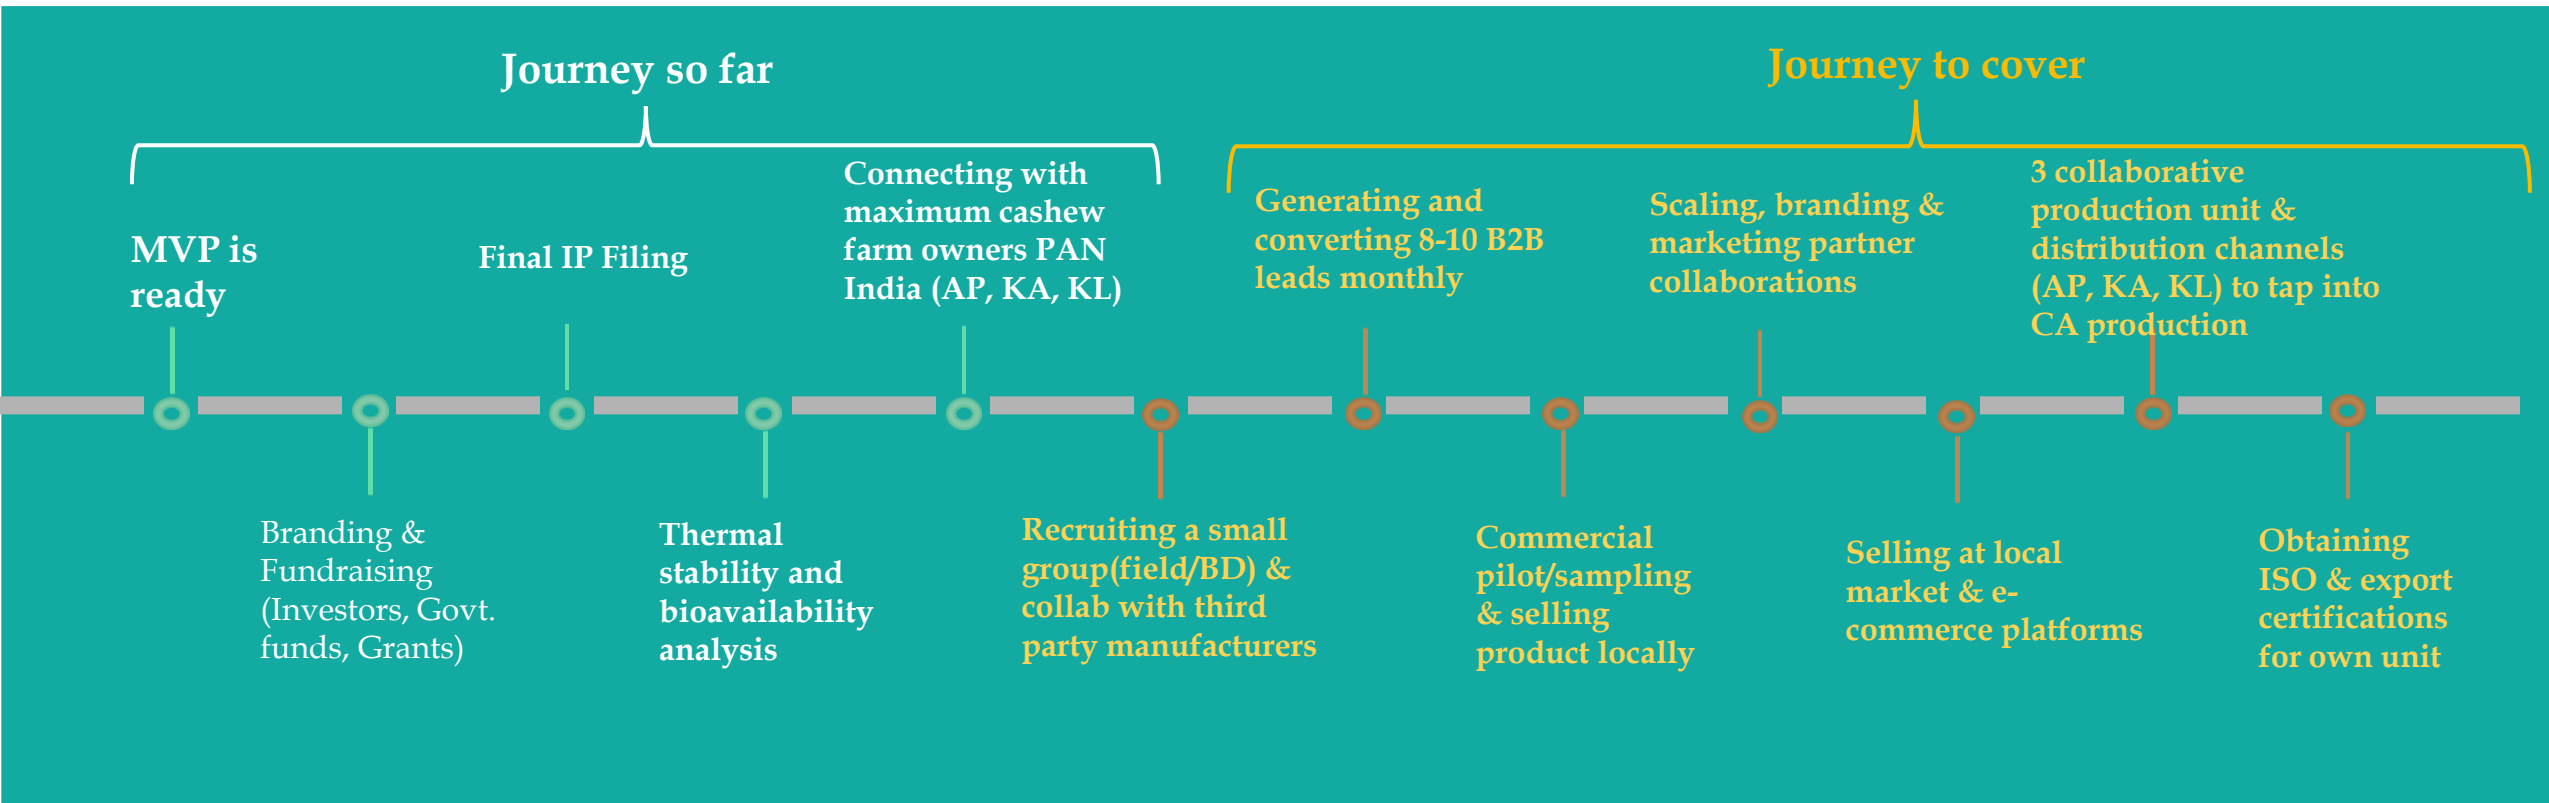 Journey so far
MVP is
ready
Branding &
Fundraising
(Investors, Govt.
funds, Grants)
Final IP Filing
Thermal
stability and
bioavailability
analysis
Connecting with
maximum cashew
farm owners PAN
India (AP, KA, KL)
Journey to cover
Recruiting a small
group(field/BD) &
collab with third
party manufacturers
Generating and
converting 8-10 B2B
leads monthly
Commercial
pilot/sampling
& selling
product locally
Scaling, branding &
marketing partner
collaborations
Selling at local
market & e-
commerce platforms
3 collaborative
production unit &
distribution channels
(AP, KA, KL) to tap into
CA production
Obtaining
ISO & export
certifications
for own unit